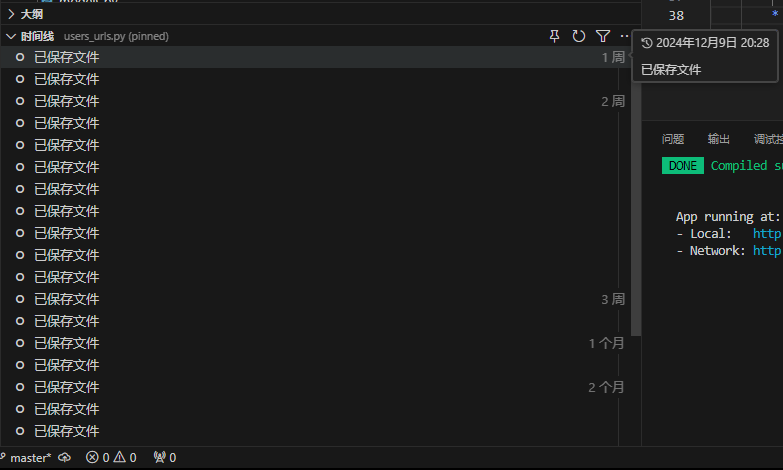 大纲
时间线 users_urls.py (pinned)
已保存文件 1 周
已保存文件
已保存文件 2 周
已保存文件
已保存文件
已保存文件
已保存文件
已保存文件
已保存文件
已保存文件
已保存文件
已保存文件 3 周
已保存文件
已保存文件 1 个月
已保存文件
已保存文件 2 个月
已保存文件
已保存文件
master* 0 0 0
38 *
2024年12月9日 20:28
已保存文件
问题 输出 调试控
DONE Compiled su
App running at:
- Local: http
- Network: http